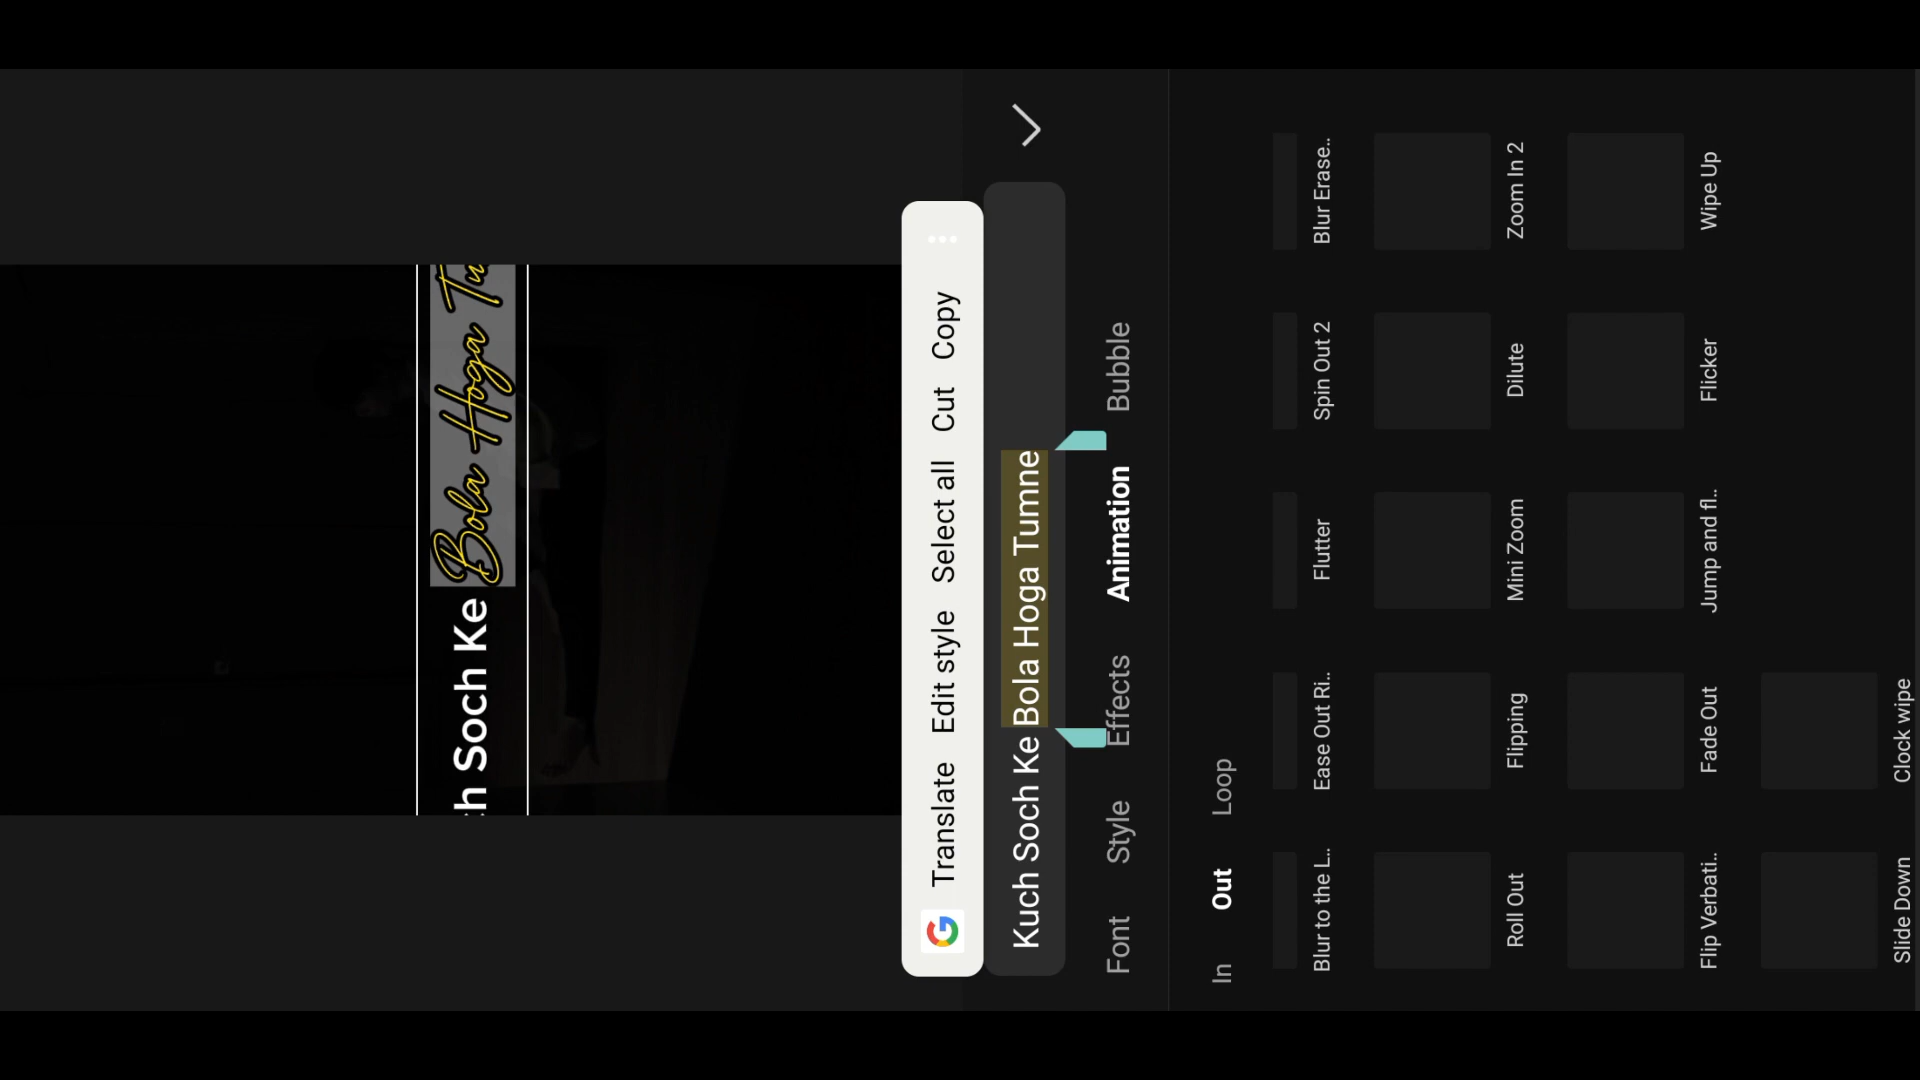 ch Soch Ke Bola Hoga Tu
Translate Edit style Select all Cut Copy
Kuch Soch Ke Bola Hoga Tumne
Font Style Effects Animation Bubble
In Out Loop
Blur to the L.. Ease Out Ri.. Flutter Spin Out 2 Blur Erase..
Roll Out Flipping Mini Zoom Dilute Zoom In 2
Flip Verbati.. Fade Out Jump and fl.. Flicker Wipe Up
Slide Down Clock wipe